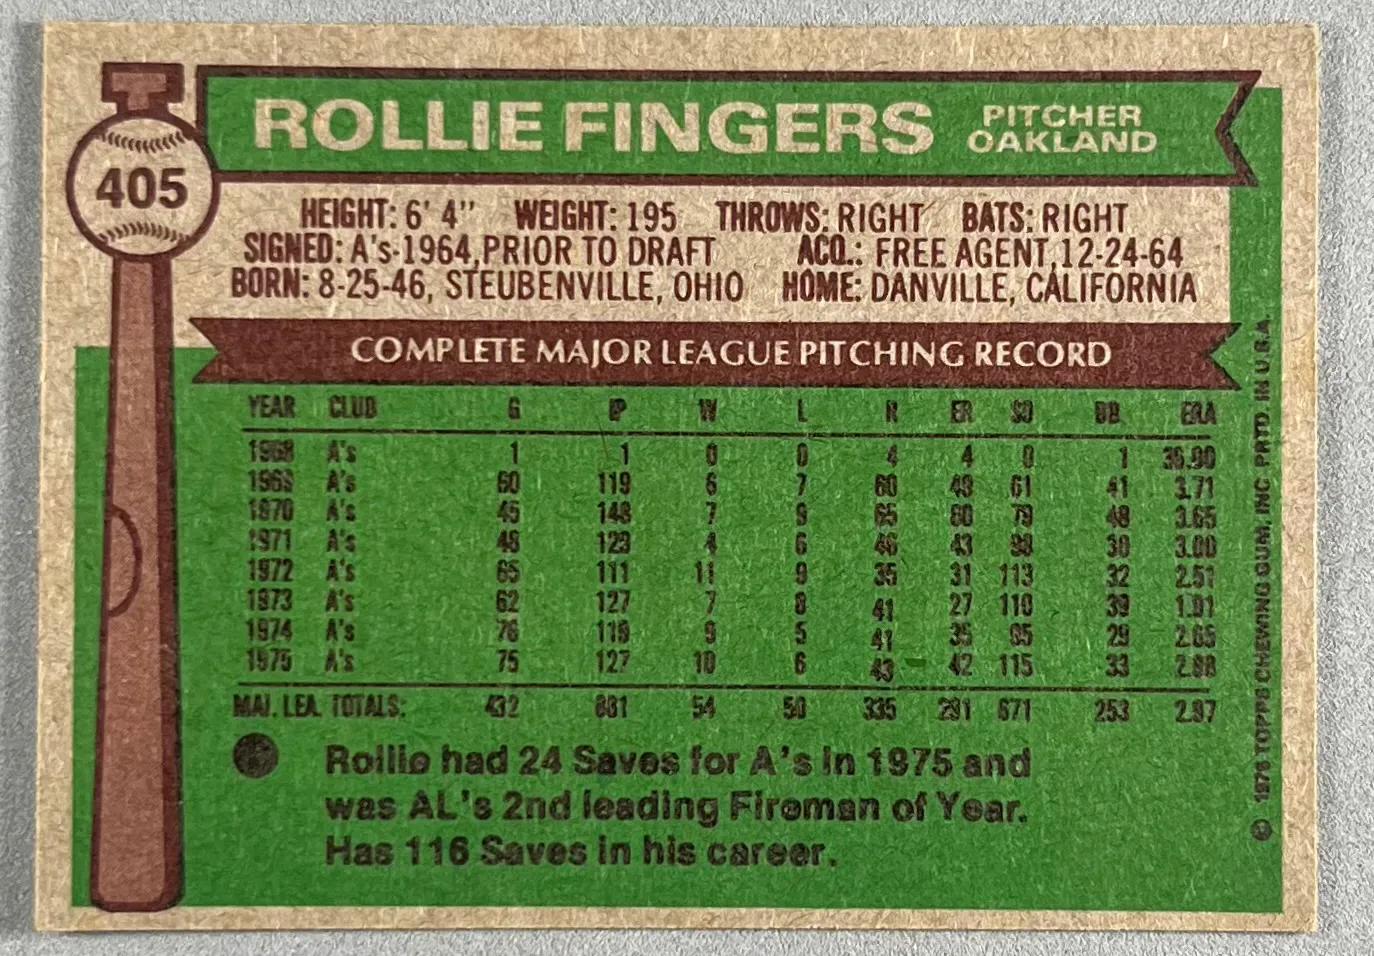 405
ROLLIE FINGERS
PITCHER
OAKLAND
HEIGHT: 6' 4" WEIGHT: 195 THROWS: RIGHT BATS: RIGHT
SIGNED: A's-1964, PRIOR TO DRAFT ACQ.: FREE AGENT, 12-24-64
BORN: 8-25-46, STEUBENVILLE, OHIO HOME: DANVILLE, CALIFORNIA
COMPLETE MAJOR LEAGUE PITCHING RECORD
YEAR CLUB G IP W L R ER SO BB ERA
1968 A's 1 1 0 0 4 4 0 1 36.00
1969 A's 60 119 6 7 60 49 61 41 3.71
1970 A's 45 148 7 9 65 60 79 48 3.65
1971 A's 48 129 4 6 46 43 98 30 3.00
1972 A's 65 111 11 9 35 31 113 32 2.51
1973 A's 62 127 7 8 41 27 110 39 1.91
1974 A's 76 119 9 5 41 35 95 29 2.65
1975 A's 75 127 10 6 43 42 115 33 2.98
MAJ. LEA. TOTALS: 432 881 54 50 335 291 671 253 2.97
Rollie had 24 Saves for A's in 1975 and
was AL's 2nd leading Fireman of Year.
Has 116 Saves in his career.
© 1976 TOPPS CHEWING GUM, INC PRTD. IN U.S.A.